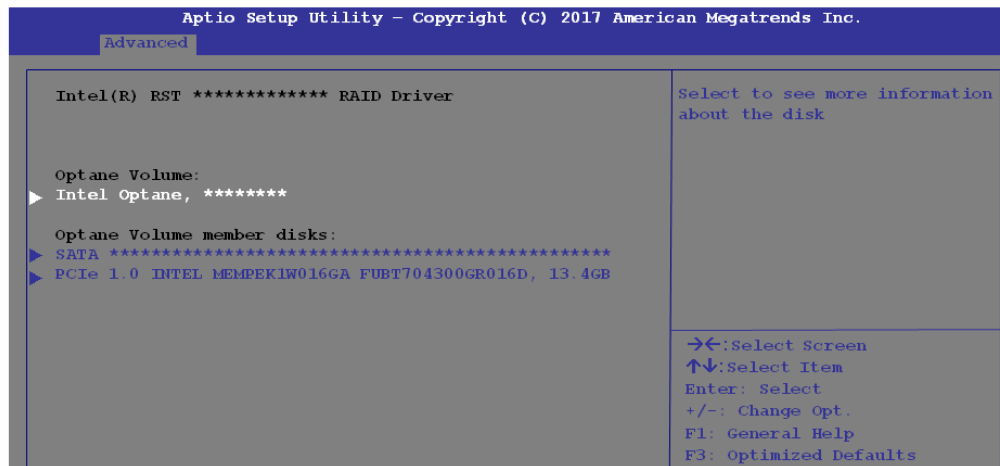 Aptio Setup Utility – Copyright (C) 2017 American Megatrends Inc.
Advanced
Intel(R) RST ************* RAID Driver
Optane Volume:
Intel Optane, ********
Optane Volume member disks:
SATA ************************************************
PCIe 1.0 INTEL MEMPEK1W016GA FUBT704300GR016D, 13.4GB
Select to see more information
about the disk
→←:Select Screen
↑↓:Select Item
Enter: Select
+/-: Change Opt.
F1: General Help
F3: Optimized Defaults